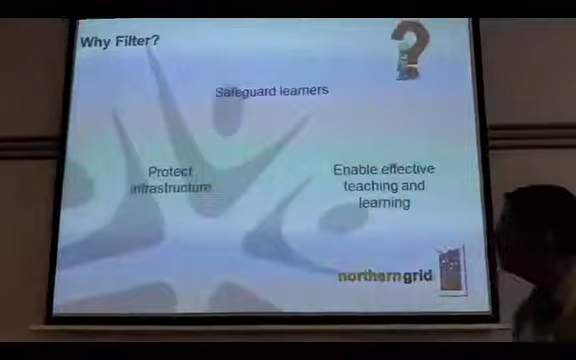 Why Filter?
Safeguard learners
Protect
infrastructure
Enable effective
teaching and
learning
northerngrid